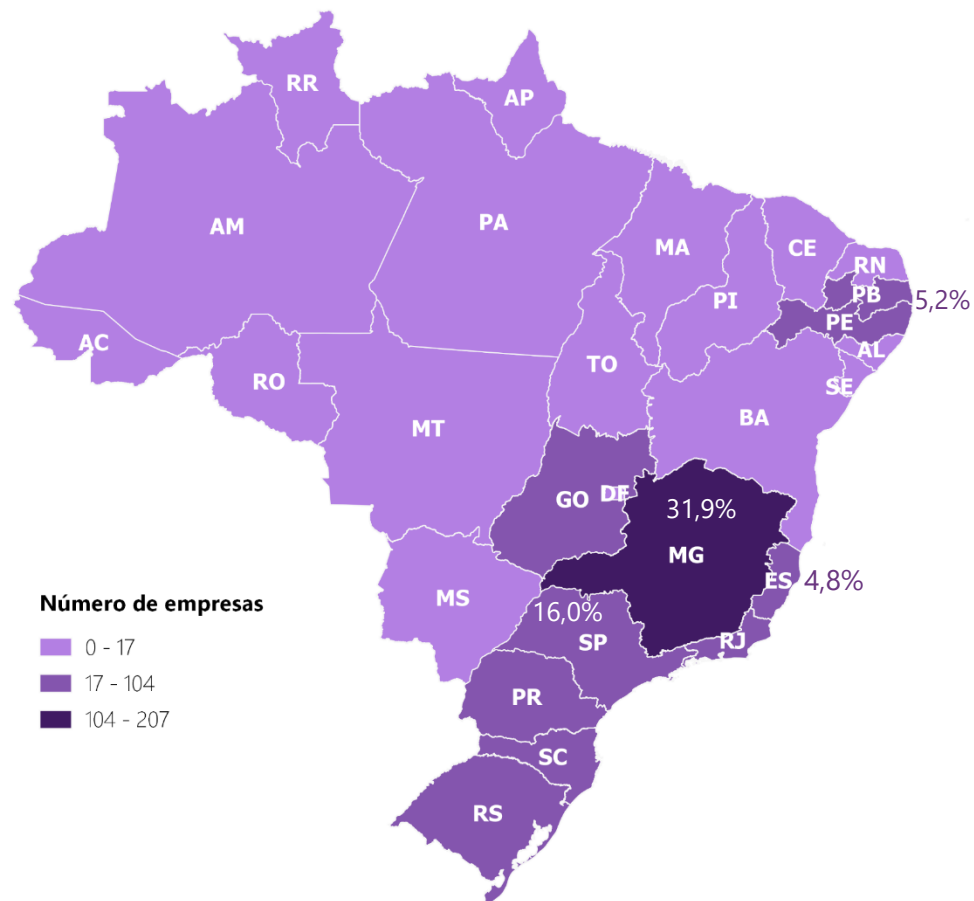 RR
AP
AM
PA
MA
CE
RN
PB
5,2%
PI
PE
AC
AL
TO
RO
SE
BA
MT
GO
DF
31,9%
MG
ES
4,8%
MS
16,0%
SP
RJ
PR
SC
RS
Número de empresas
0 - 17
17 - 104
104 - 207